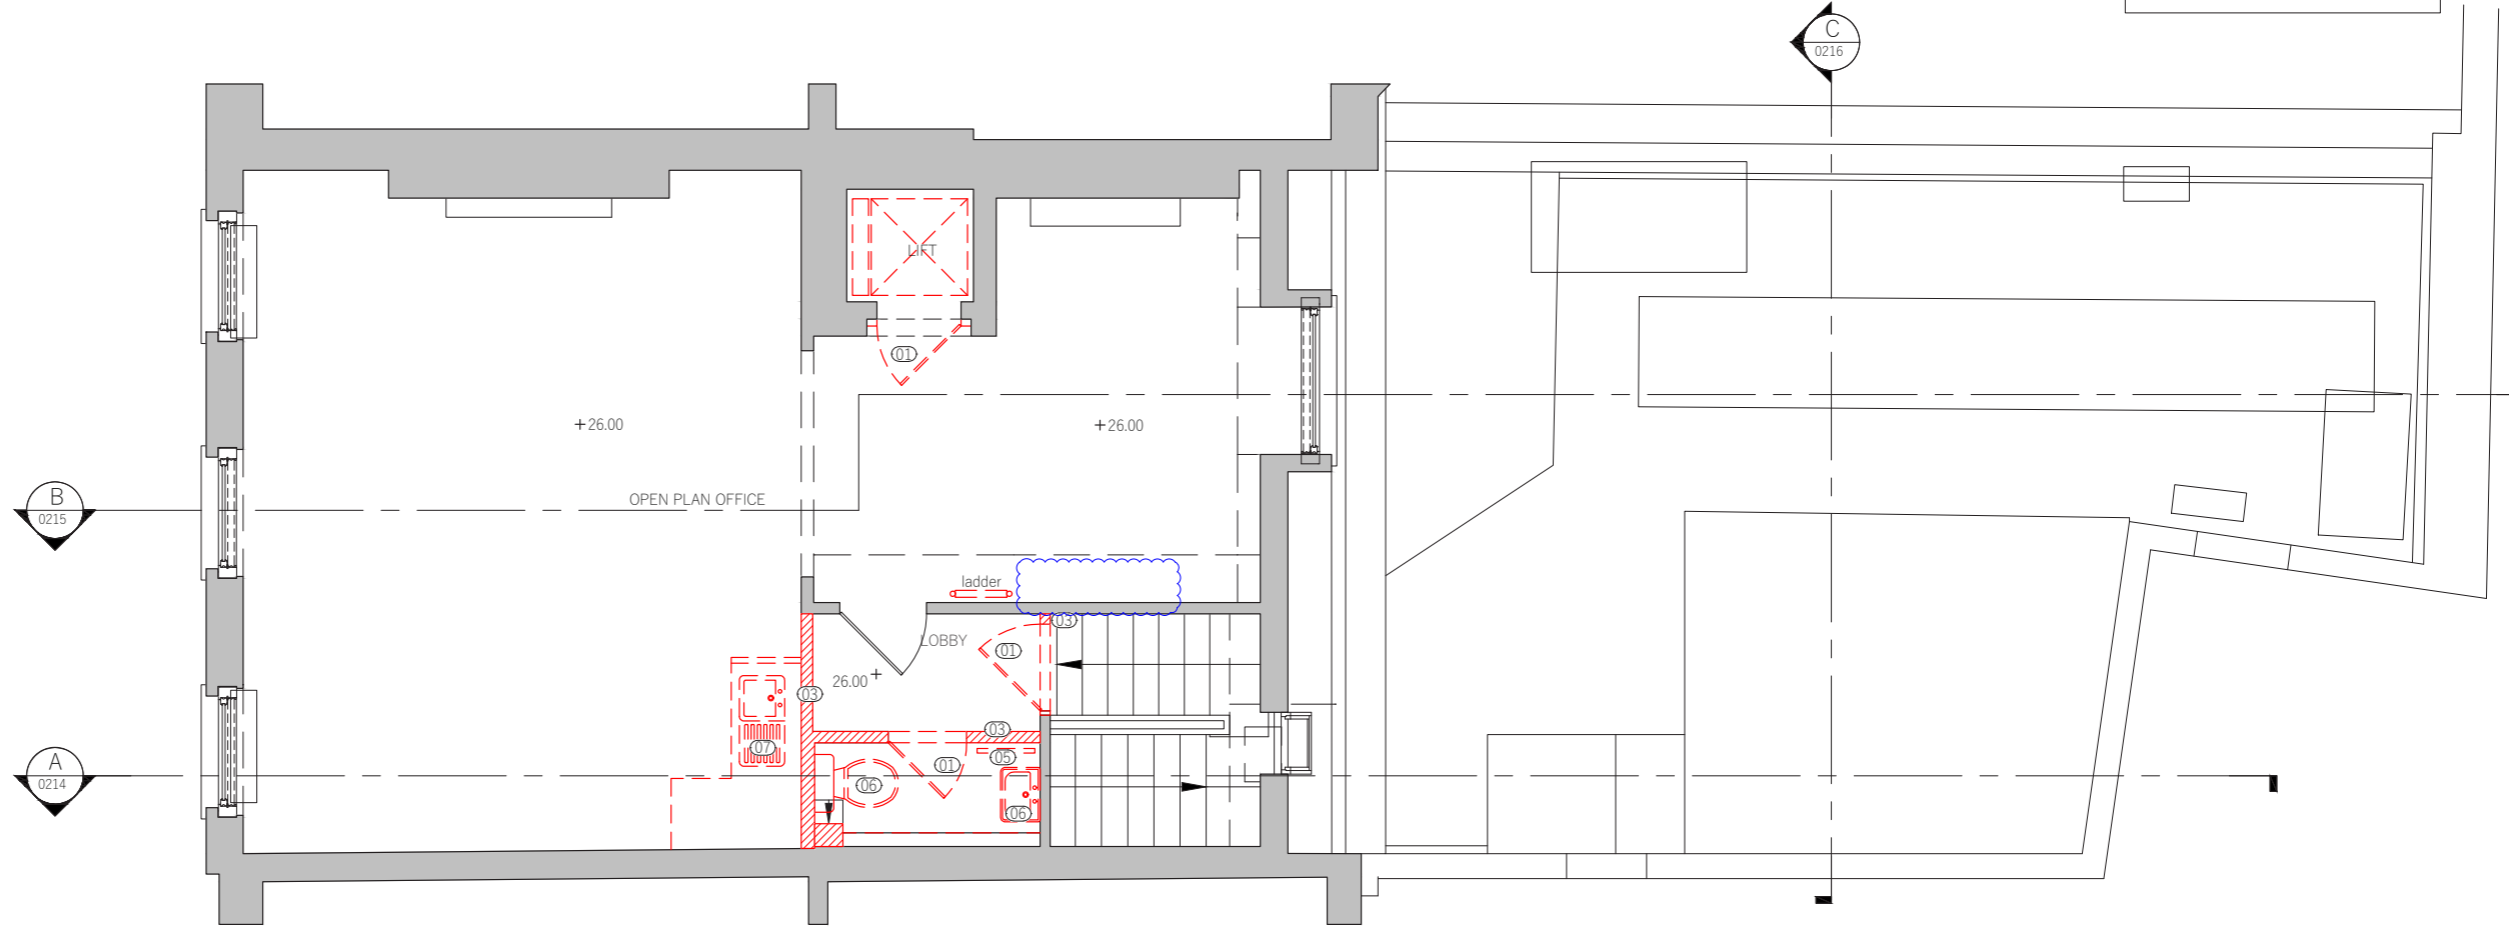 C
0216
LIFT
01
+26.00
+26.00
B
0215
OPEN PLAN OFFICE
ladder
03
LOBBY
01
26.00+
03
03
07
05
01
A
0214
06
06